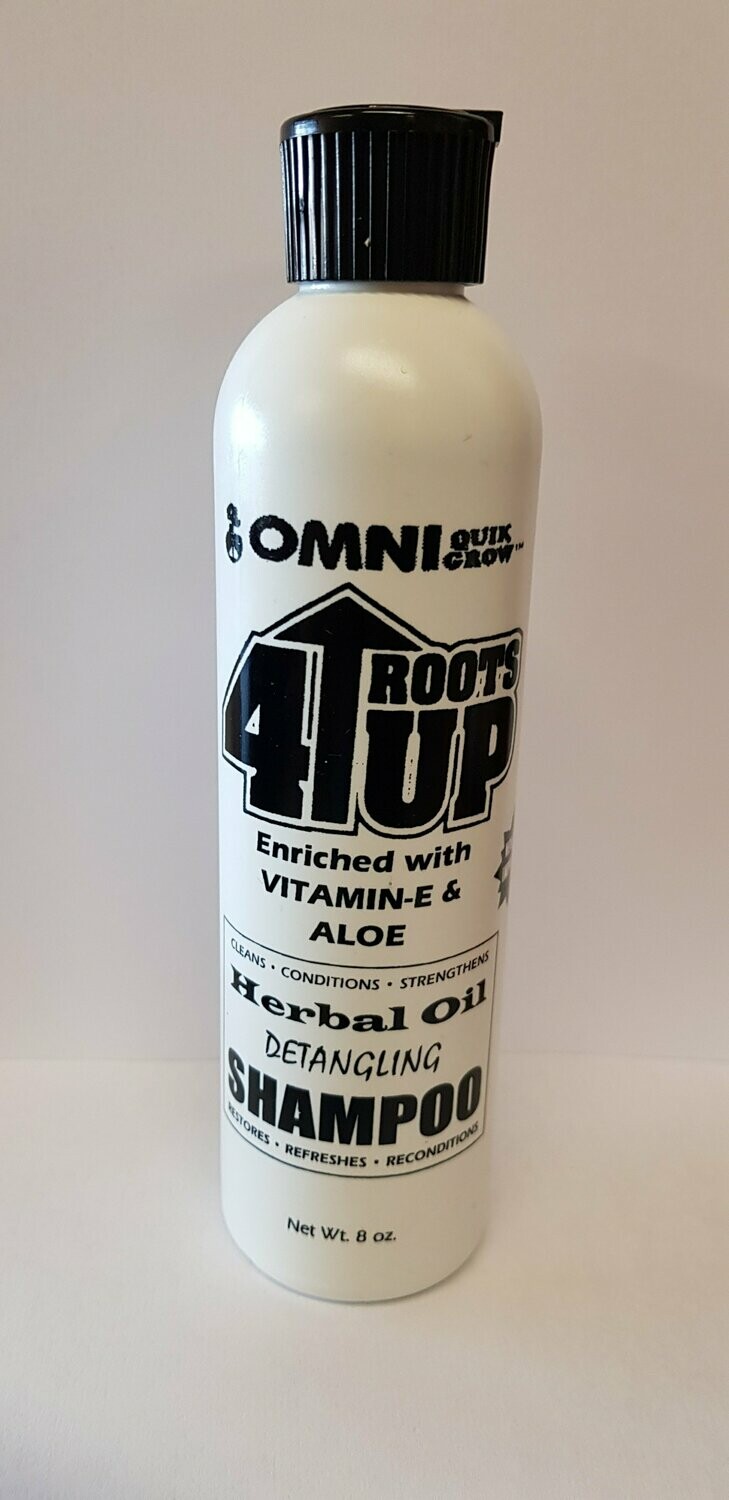 OMNI QUIK GROW™
4 ROOTS UP
Enriched with
VITAMIN-E &
ALOE
CLEANS • CONDITIONS • STRENGTHENS
Herbal Oil
DETANGLING
SHAMPOO
RESTORES • REFRESHES • RECONDITIONS
Net Wt. 8 oz.